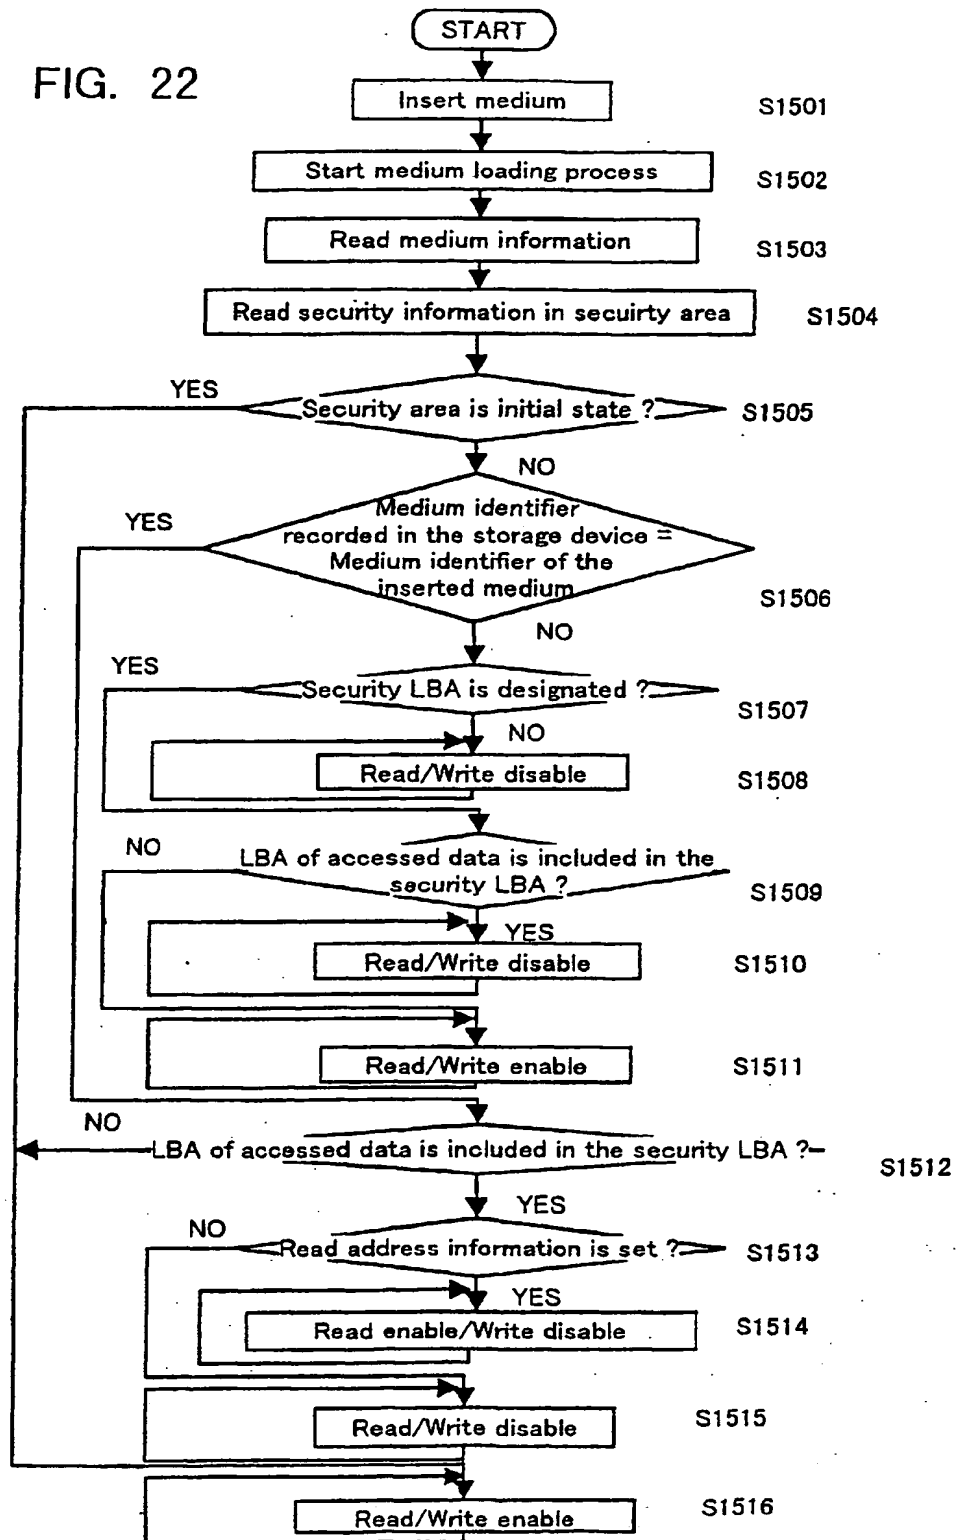 START
FIG. 22
Insert medium
S1501
Start medium loading process
S1502
Read medium information
S1503
Read security information in secuirty area
S1504
YES
Security area is initial state ?
S1505
NO
YES
Medium identifier
recorded in the storage device =
Medium identifier of the
inserted medium
S1506
NO
YES
Security LBA is designated ?
S1507
NO
Read/Write disable
S1508
NO
LBA of accessed data is included in the
security LBA ?
S1509
YES
Read/Write disable
S1510
Read/Write enable
S1511
NO
LBA of accessed data is included in the security LBA ?
S1512
YES
NO
Read address information is set ?
S1513
YES
Read enable/Write disable
S1514
Read/Write disable
S1515
Read/Write enable
S1516